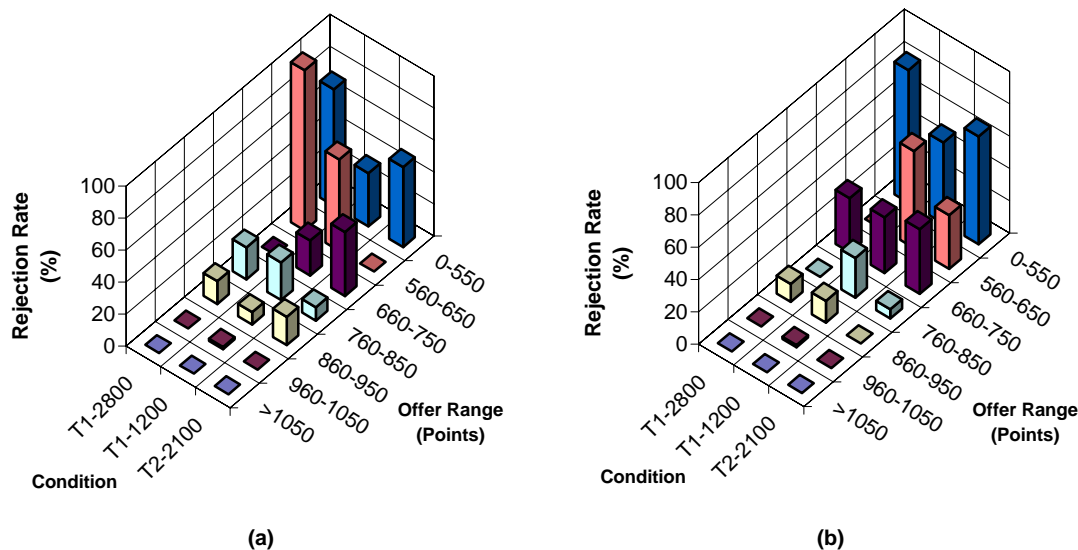 Rejection Rate
(%)
100
80
60
40
20
0
T1-2800
T1-1200
T2-2100
Condition
0-550
560-650
660-750
760-850
860-950
960-1050
>1050
Offer Range
(Points)
(a)
Rejection Rate
(%)
100
80
60
40
20
0
T1-2800
T1-1200
T2-2100
Condition
0-550
560-650
660-750
760-850
860-950
960-1050
>1050
Offer Range
(Points)
(b)